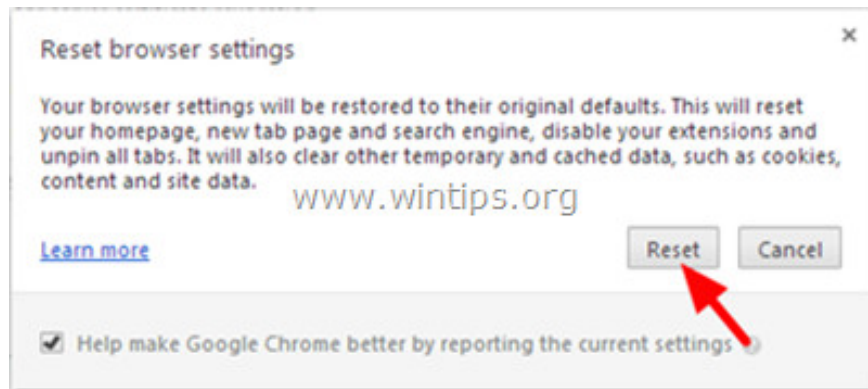 Reset browser settings
Your browser settings will be restored to their original defaults. This will reset
your homepage, new tab page and search engine, disable your extensions and
unpin all tabs. It will also clear other temporary and cached data, such as cookies,
content and site data.
www.wintips.org
Learn more Reset Cancel
Help make Google Chrome better by reporting the current settings